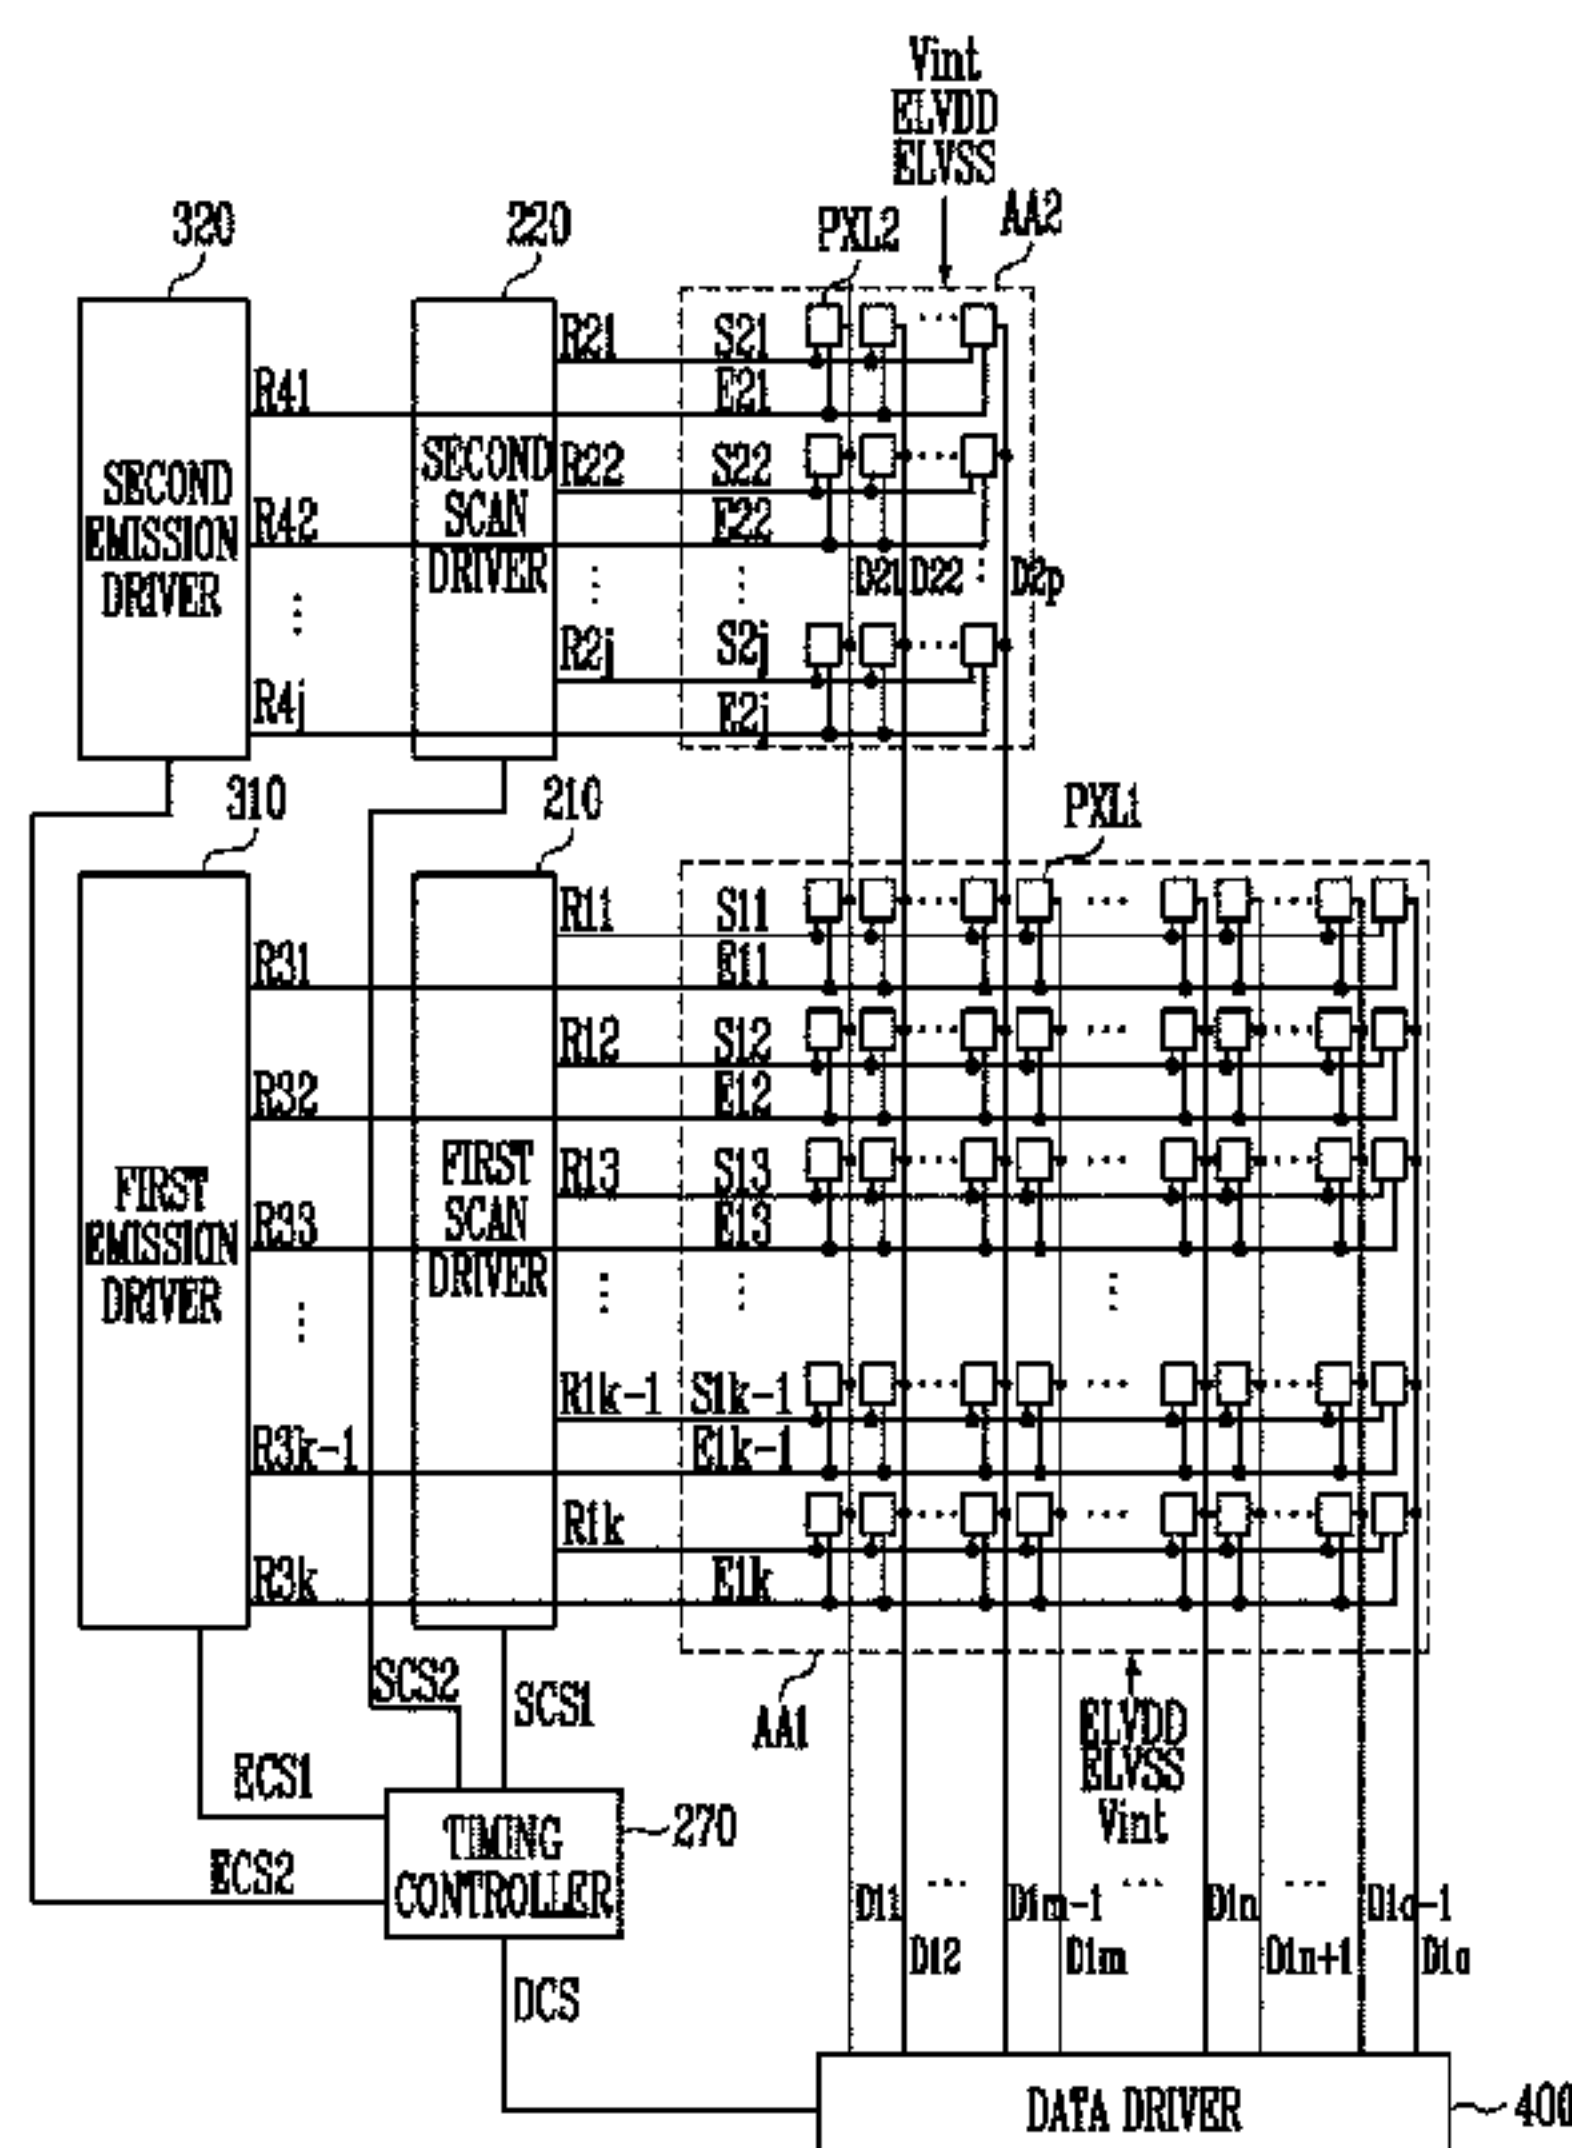 Vint
ELVDD
ELVSS
320
220
PXL2
AA2
R21
S21
R41
E21
SECOND
EMISSION
DRIVER
SECOND
SCAN
DRIVER
R22
S22
R42
E22
D21
D22
D2p
R2j
S2j
R4j
E2j
310
210
PXL1
R11
S11
R31
E11
R12
S12
R32
E12
FIRST
EMISSION
DRIVER
FIRST
SCAN
DRIVER
R13
S13
R33
E13
R1k-1
S1k-1
R3k-1
E1k-1
R1k
R3k
E1k
SCS2
SCS1
AA1
ELVDD
ELVSS
Vint
ECS1
ECS2
TIMING
CONTROLLER
270
D11
D12
D1m-1
D1m
D1n
D1n+1
D1o-1
D1o
DCS
DATA DRIVER
400